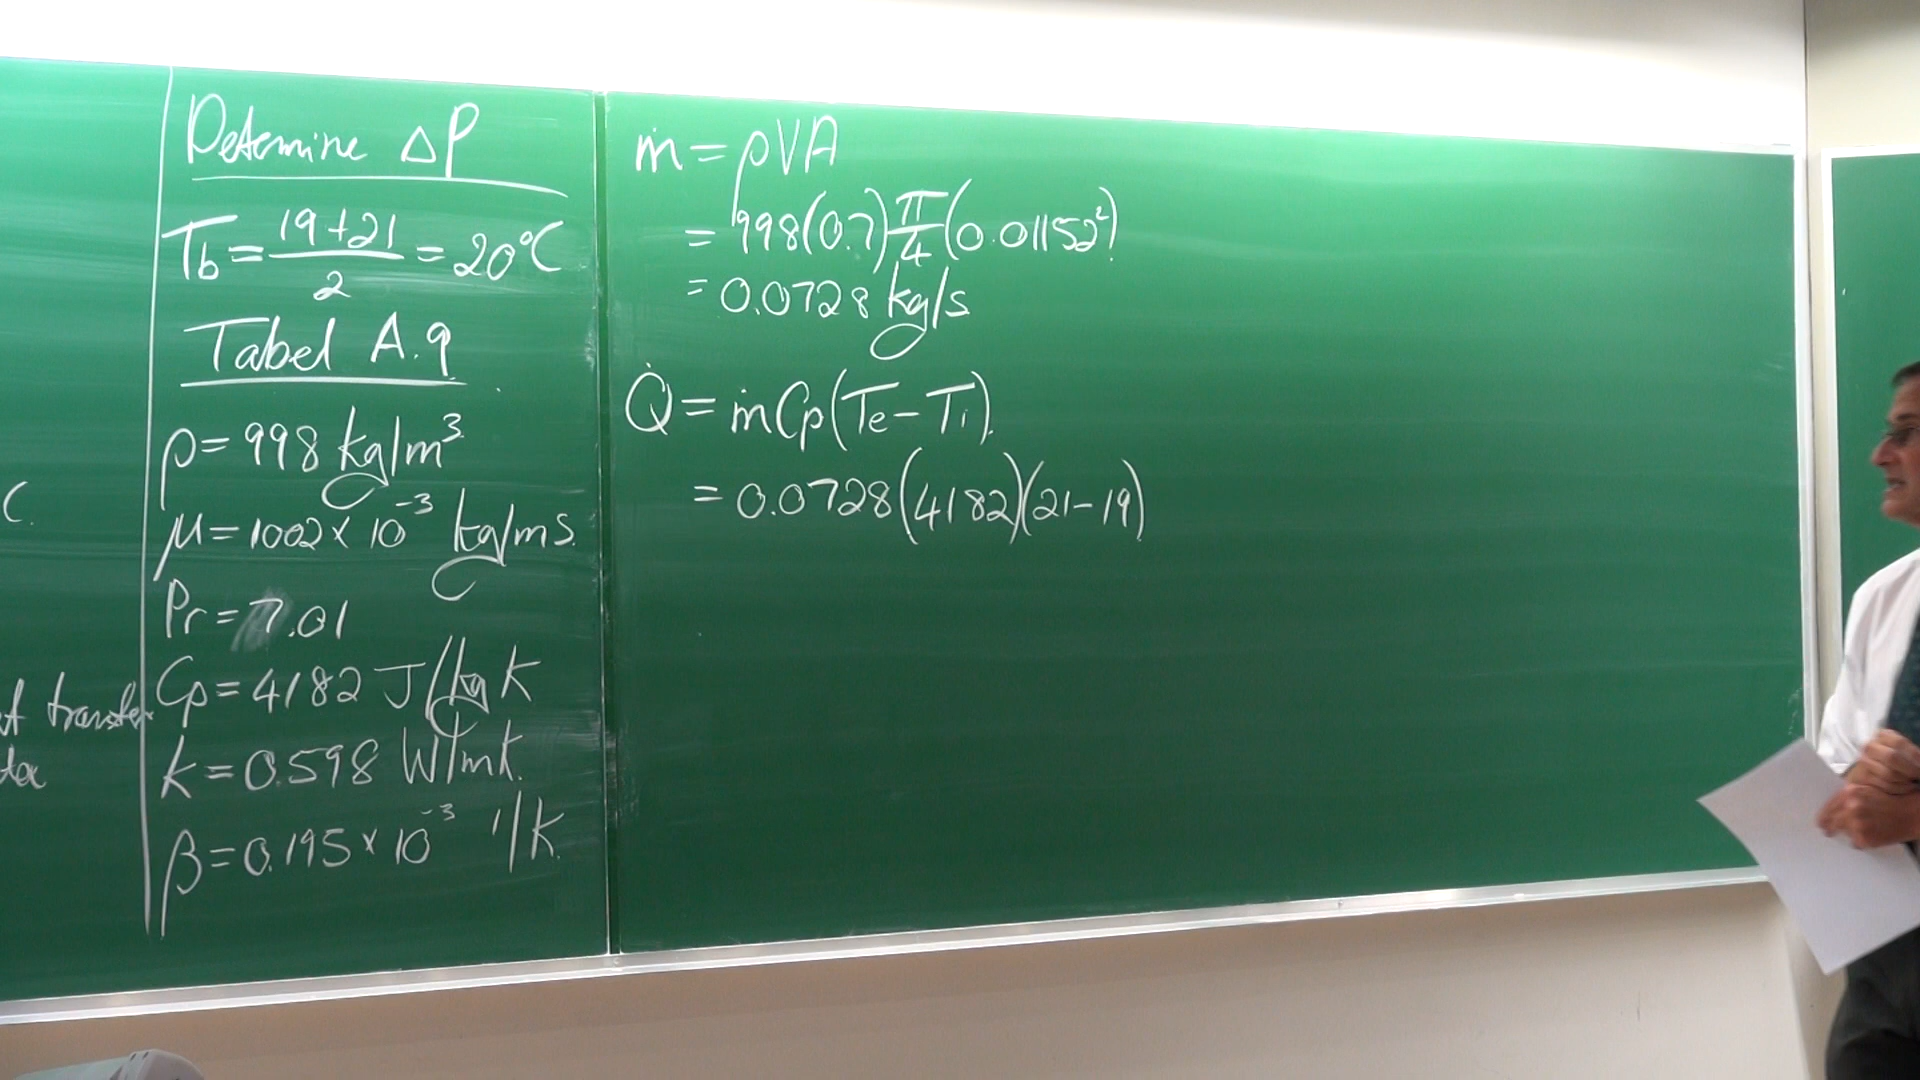 Determine ΔP
Tb = 19+21/2 = 20°C
Tabel A.9
ρ = 998 kg/m³
μ = 1002 × 10⁻³ kg/ms.
Pr = 7.01
Cp = 4182 J/kg K
k = 0.598 W/mk.
β = 0.195 × 10⁻³ 1/K.
C.
transfer
ṁ = ρVA
= 998(0.7) π/4 (0.01152²)
= 0.0728 kg/s
Q̇ = ṁCp(Te - Ti).
= 0.0728(4182)(21-19)